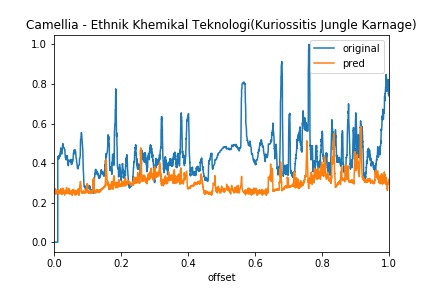 Camellia - Ethnik Khemikal Teknologi(Kuriossitis Jungle Karnage)
original
pred
1.0
0.8
0.6
0.4
0.2
0.0
0.0 0.2 0.4 0.6 0.8 1.0
offset